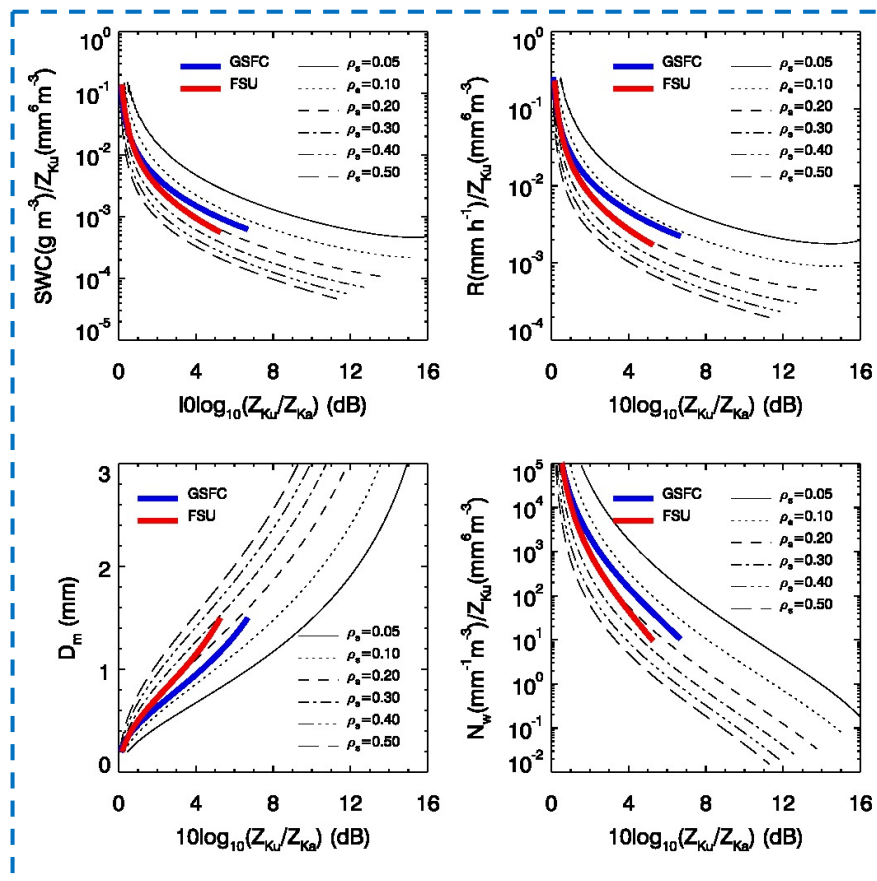 10⁰
10⁻¹
10⁻²
10⁻³
10⁻⁴
10⁻⁵
SWC(g m⁻³)/Z_Ku(mm⁶m⁻³)
GSFC
FSU
ρ_s=0.05
ρ_s=0.10
ρ_s=0.20
ρ_s=0.30
ρ_s=0.40
ρ_s=0.50
0 4 8 12 16
l0log₁₀(Z_Ku/Z_Ka) (dB)
10¹
10⁰
10⁻¹
10⁻²
10⁻³
10⁻⁴
R(mm h⁻¹)/Z_Ku(mm⁶m⁻³)
GSFC
FSU
ρ_s=0.05
ρ_s=0.10
ρ_s=0.20
ρ_s=0.30
ρ_s=0.40
ρ_s=0.50
0 4 8 12 16
10log₁₀(Z_Ku/Z_Ka) (dB)
3
2
1
0
D_m (mm)
GSFC
FSU
ρ_s=0.05
ρ_s=0.10
ρ_s=0.20
ρ_s=0.30
ρ_s=0.40
ρ_s=0.50
0 4 8 12 16
10log₁₀(Z_Ku/Z_Ka) (dB)
10⁵
10⁴
10³
10²
10¹
10⁰
10⁻¹
10⁻²
N_w(mm⁻¹m⁻³)/Z_Ku(mm⁶m⁻³)
GSFC
FSU
ρ_s=0.05
ρ_s=0.10
ρ_s=0.20
ρ_s=0.30
ρ_s=0.40
ρ_s=0.50
0 4 8 12 16
10log₁₀(Z_Ku/Z_Ka) (dB)